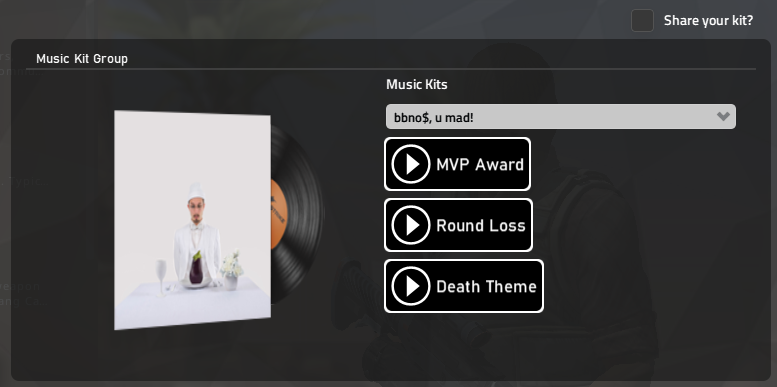 Share your kit?
Music Kit Group
Music Kits
bbno$, u mad!
MVP Award
Round Loss
Death Theme